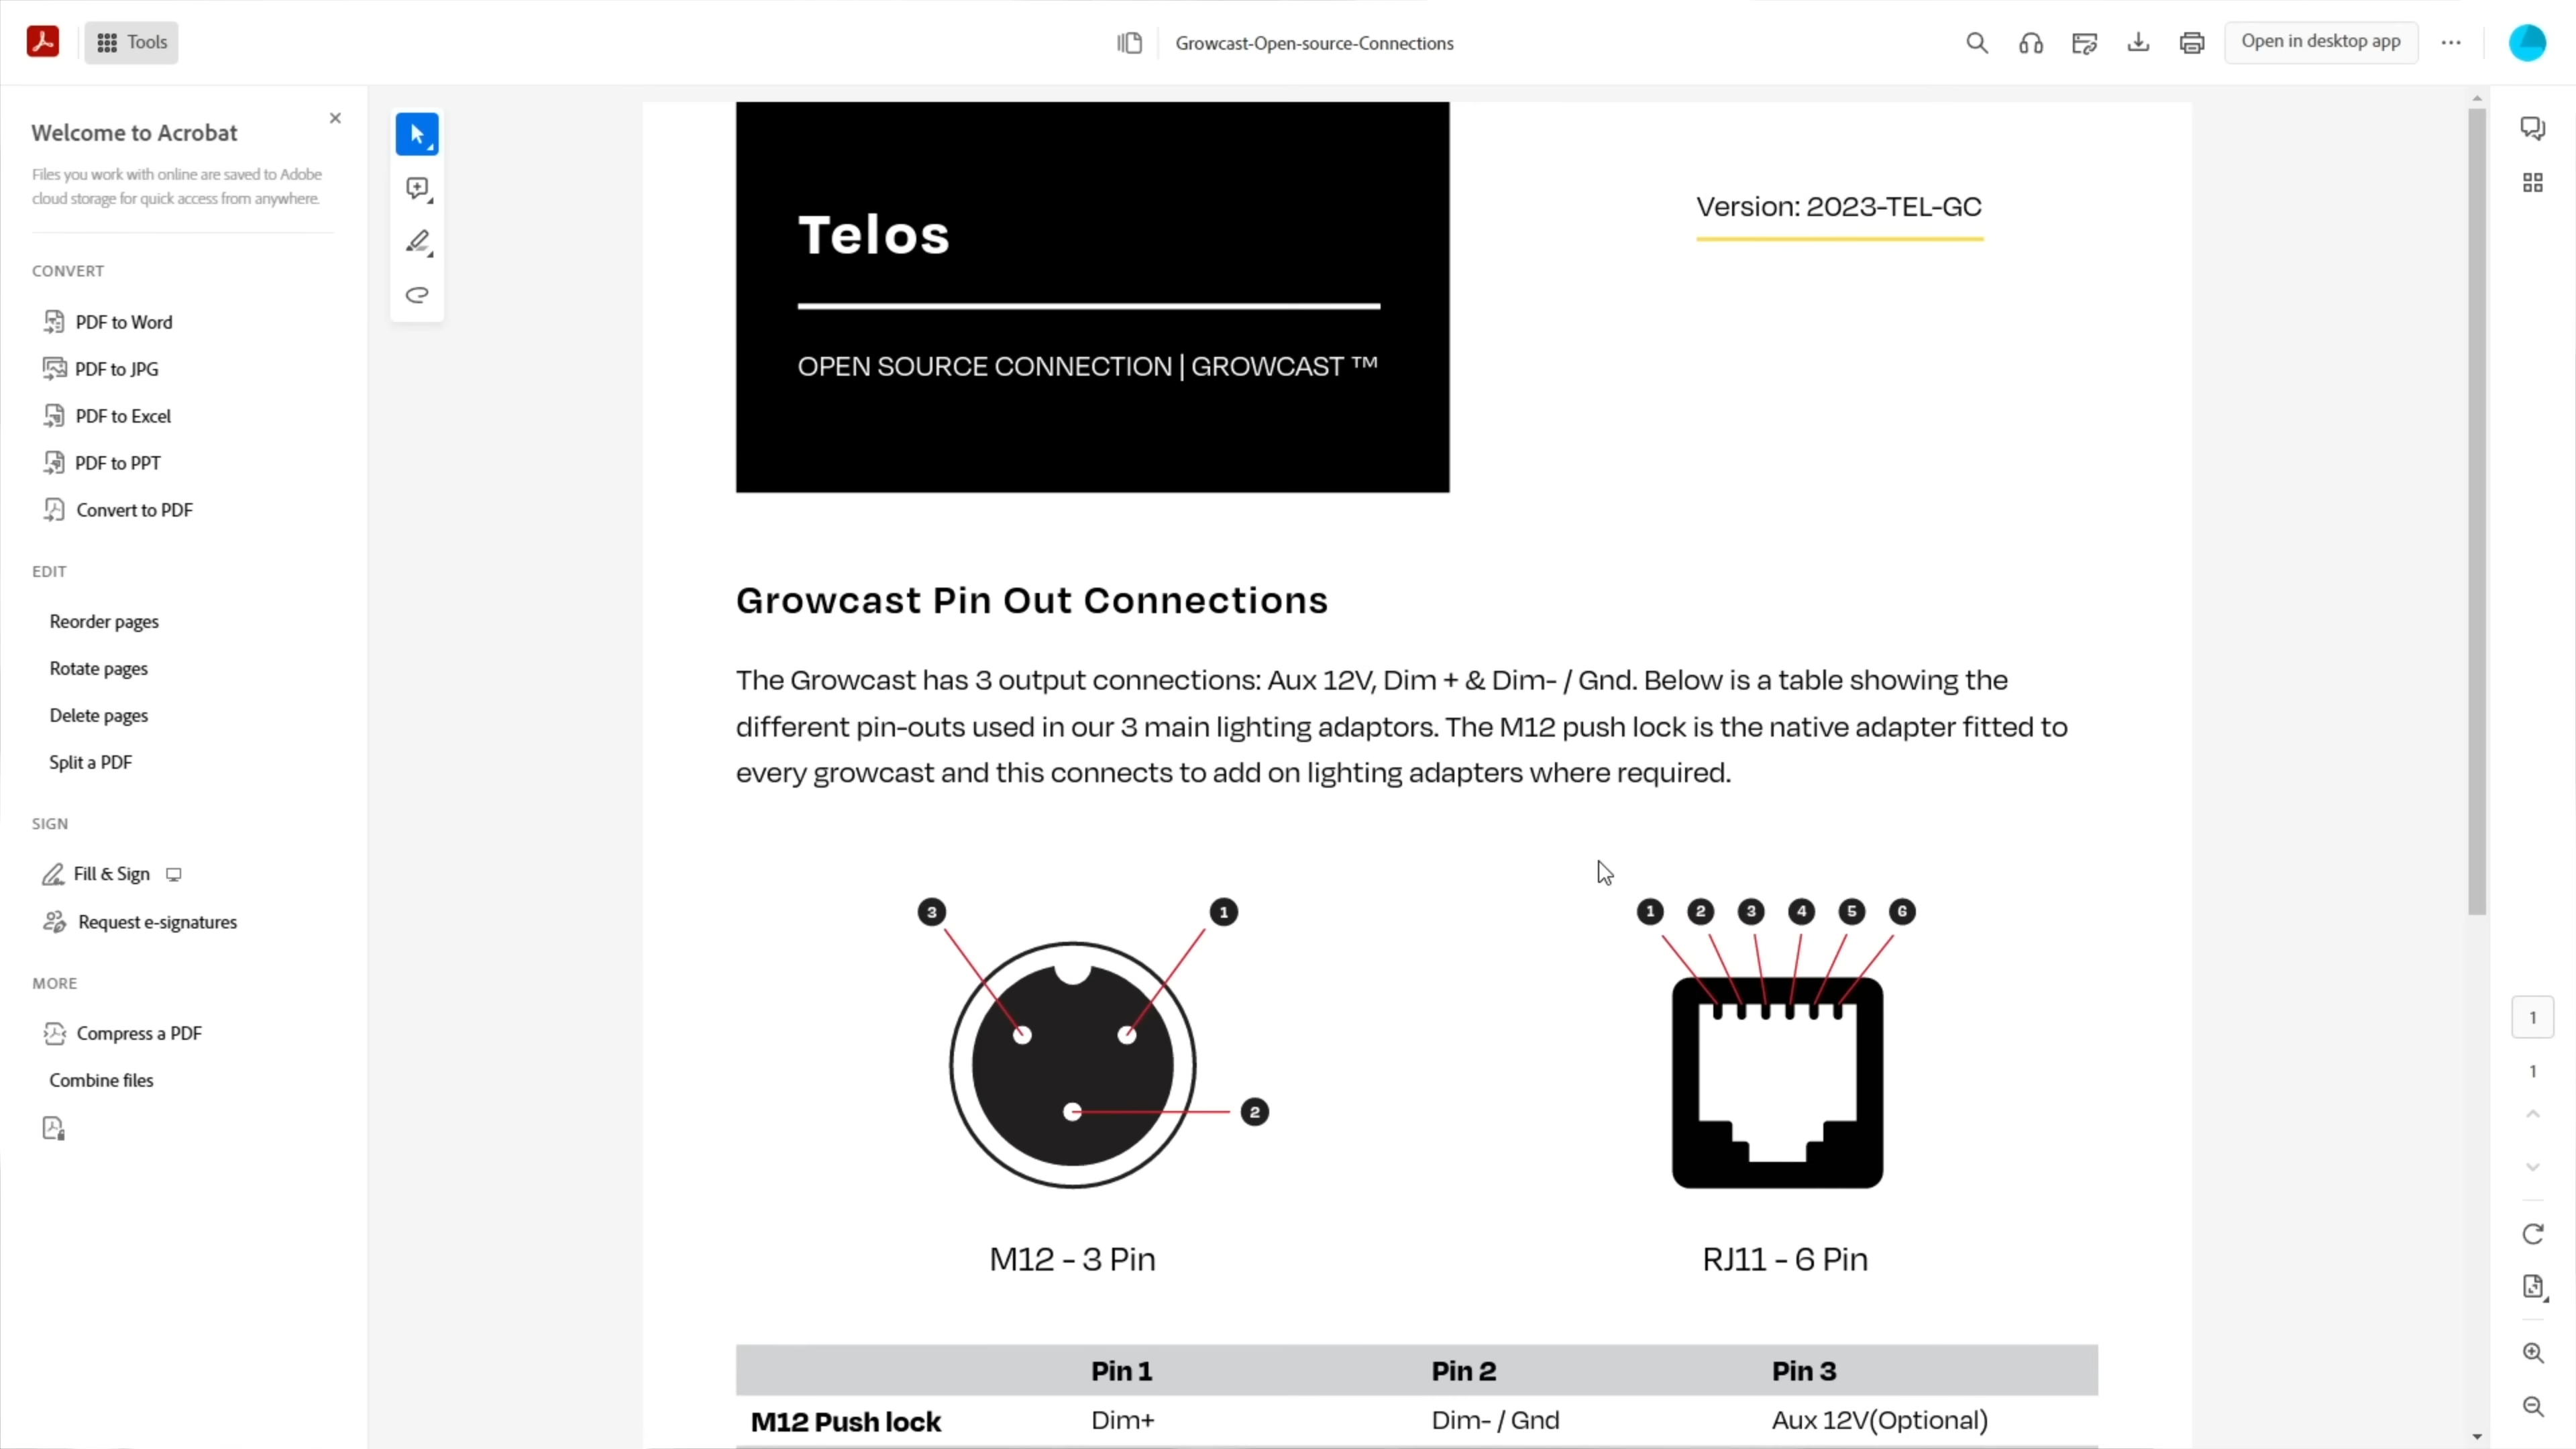 Tools
Growcast-Open-source-Connections
Open in desktop app
Welcome to Acrobat
Files you work with online are saved to Adobe
cloud storage for quick access from anywhere.
CONVERT
PDF to Word
PDF to JPG
PDF to Excel
PDF to PPT
Convert to PDF
EDIT
Reorder pages
Rotate pages
Delete pages
Split a PDF
SIGN
Fill & Sign
Request e-signatures
MORE
Compress a PDF
Combine files
Telos
OPEN SOURCE CONNECTION | GROWCAST ™
Version: 2023-TEL-GC
Growcast Pin Out Connections
The Growcast has 3 output connections: Aux 12V, Dim + & Dim- / Gnd. Below is a table showing the
different pin-outs used in our 3 main lighting adaptors. The M12 push lock is the native adapter fitted to
every growcast and this connects to add on lighting adapters where required.
3 1
2
M12 - 3 Pin
1 2 3 4 5 6
RJ11 - 6 Pin
Pin 1 Pin 2 Pin 3
M12 Push lock Dim+ Dim- / Gnd Aux 12V(Optional)
1
1